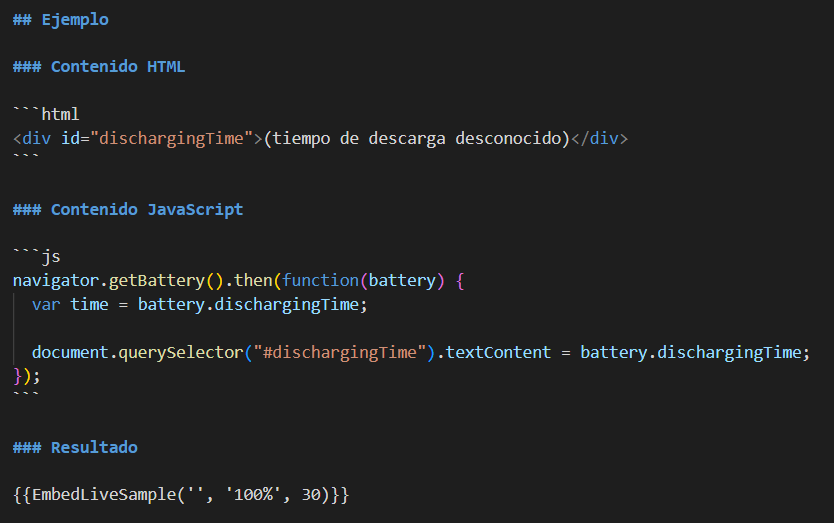 ## Ejemplo
### Contenido HTML
```html
<div id="dischargingTime">(tiempo de descarga desconocido)</div>
```
### Contenido JavaScript
```js
navigator.getBattery().then(function(battery) {
  var time = battery.dischargingTime;
  document.querySelector("#dischargingTime").textContent = battery.dischargingTime;
});
```
### Resultado
{{EmbedLiveSample('', '100%', 30)}}